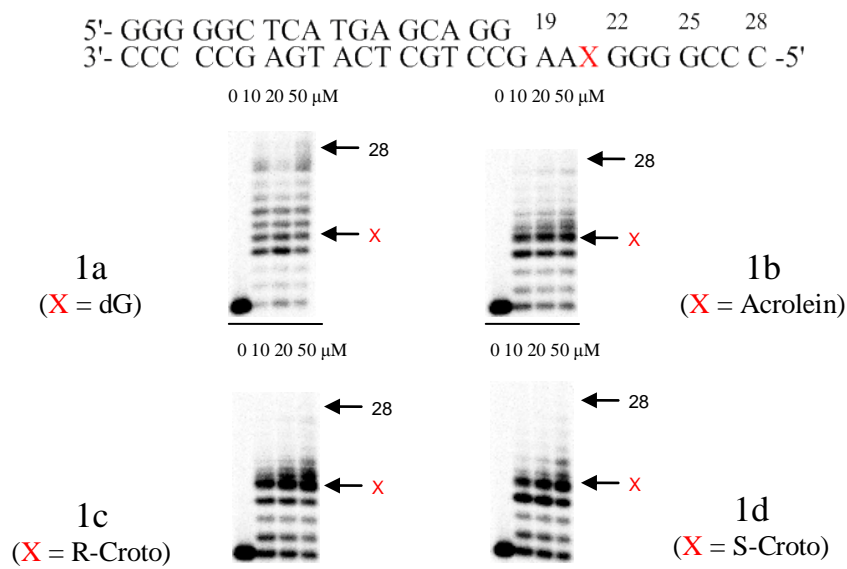 19 22 25 28
5'- GGG GGC TCA TGA GCA GG
3'- CCC CCG AGT ACT CGT CCG AAX GGG GCC C -5'
0 10 20 50 μM 0 10 20 50 μM
28 28
X X
1a 1b
(X = dG) (X = Acrolein)
0 10 20 50 μM 0 10 20 50 μM
28 28
X X
1c 1d
(X = R-Croto) (X = S-Croto)